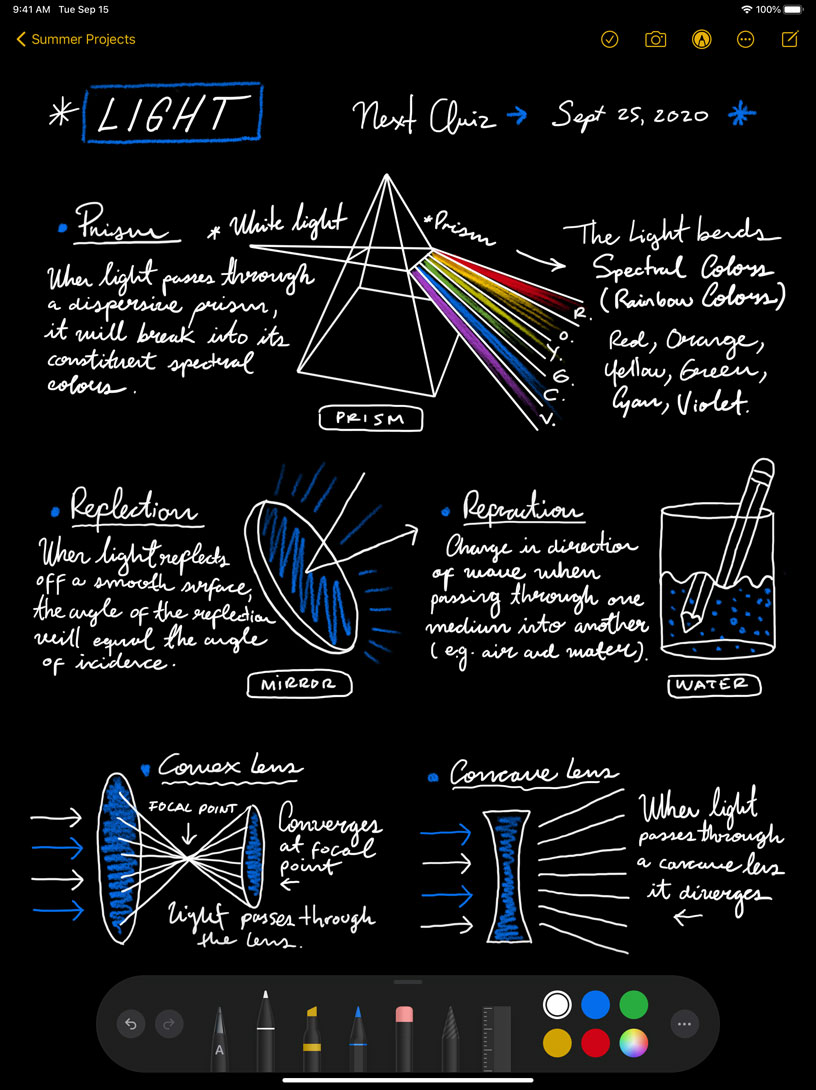 9:41 AM Tue Sep 15
100%
Summer Projects
* LIGHT
Next Quiz → Sept 25, 2020 *
• Prism
* White light
* Prism
When light passes through
a dispersive prism,
it will break into its
constituent spectral
colours.
The Light bends
Spectral Colors
(Rainbow Colors)
Red, Orange,
Yellow, Green,
Cyan, Violet.
R.
O.
Y.
G.
C.
V.
PRISM
• Reflection
When light reflects
off a smooth surface,
the angle of the reflection
will equal the angle
of incidence.
MIRROR
• Refraction
Change in direction
of wave when
passing through one
medium into another
(e.g. air and water).
WATER
• Convex Lens
FOCAL POINT
Converges
at focal
point
←
Light passes through
the Lens.
• Concave Lens
When light
passes through
a concave lens
it diverges
←
A